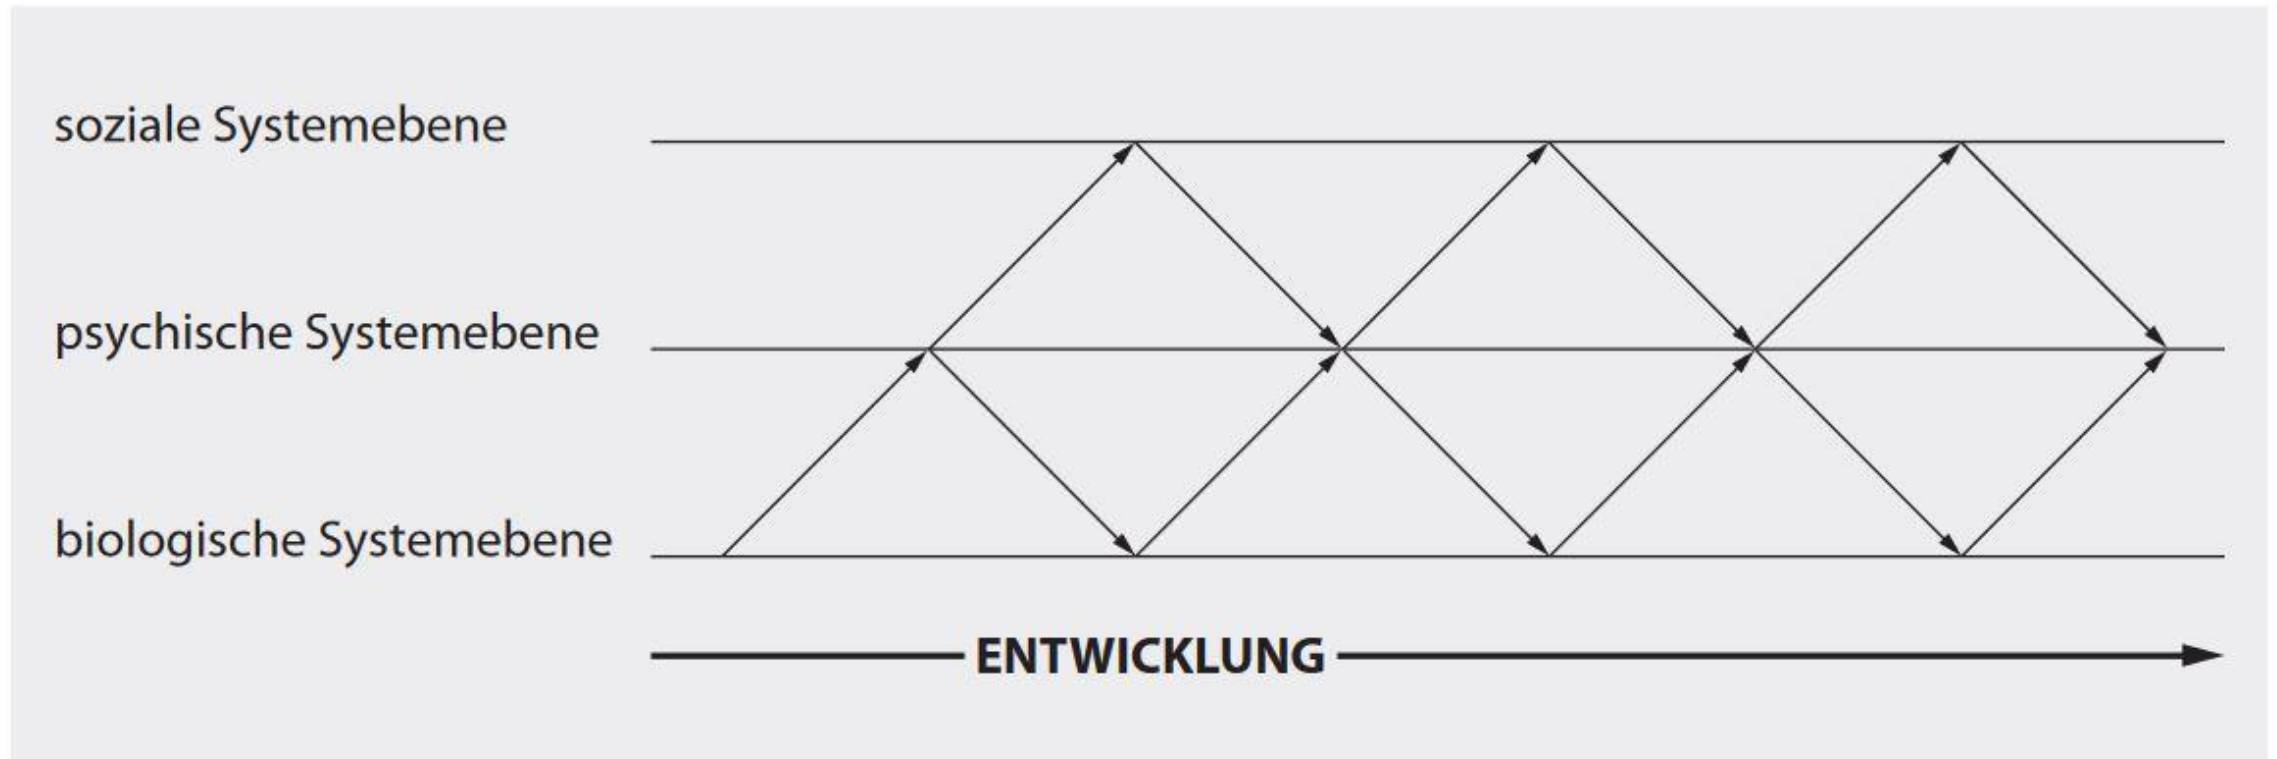 soziale Systemebene
psychische Systemebene
biologische Systemebene
ENTWICKLUNG